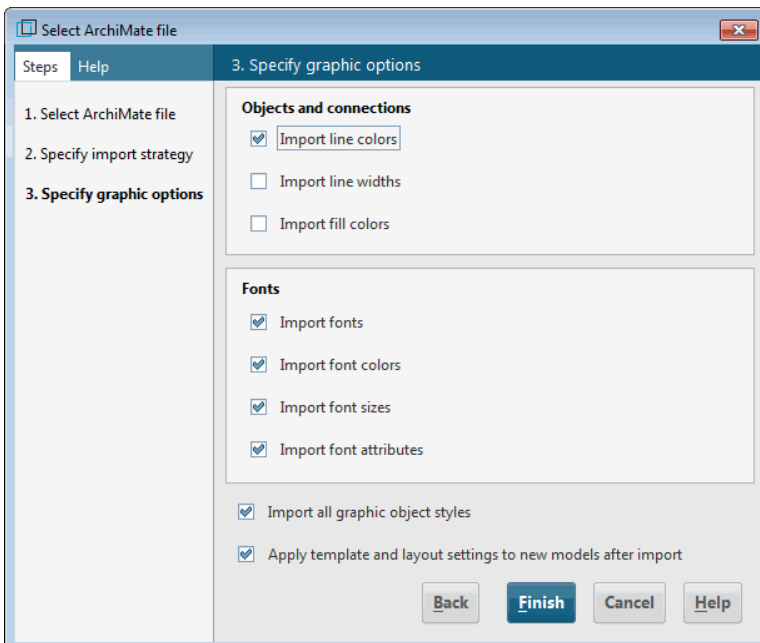 Select ArchiMate file
Steps Help
3. Specify graphic options
1. Select ArchiMate file
2. Specify import strategy
3. Specify graphic options
Objects and connections
Import line colors
Import line widths
Import fill colors
Fonts
Import fonts
Import font colors
Import font sizes
Import font attributes
Import all graphic object styles
Apply template and layout settings to new models after import
Back Finish Cancel Help